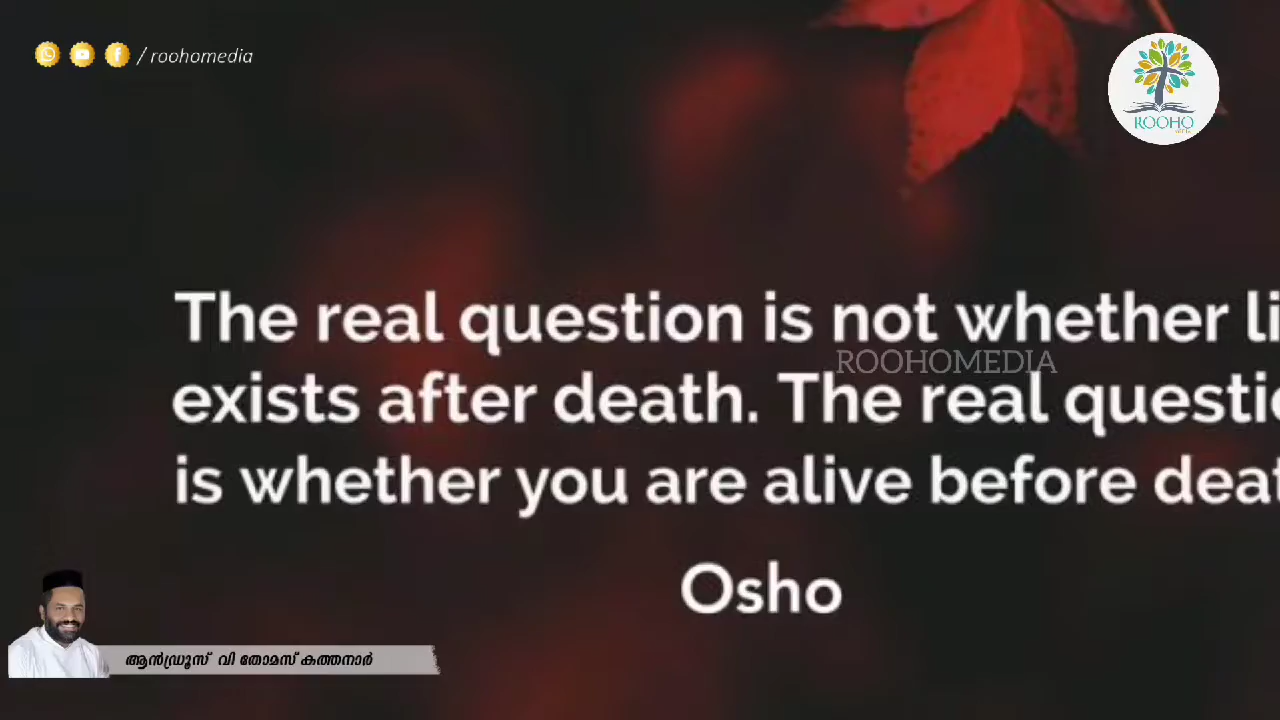 / roohomedia
ROOHO
The real question is not whether li
ROOHOMEDIA
exists after death. The real questio
is whether you are alive before deat
Osho
ആൻഡ്രൂസ് വി തോമസ് കത്തനാർ